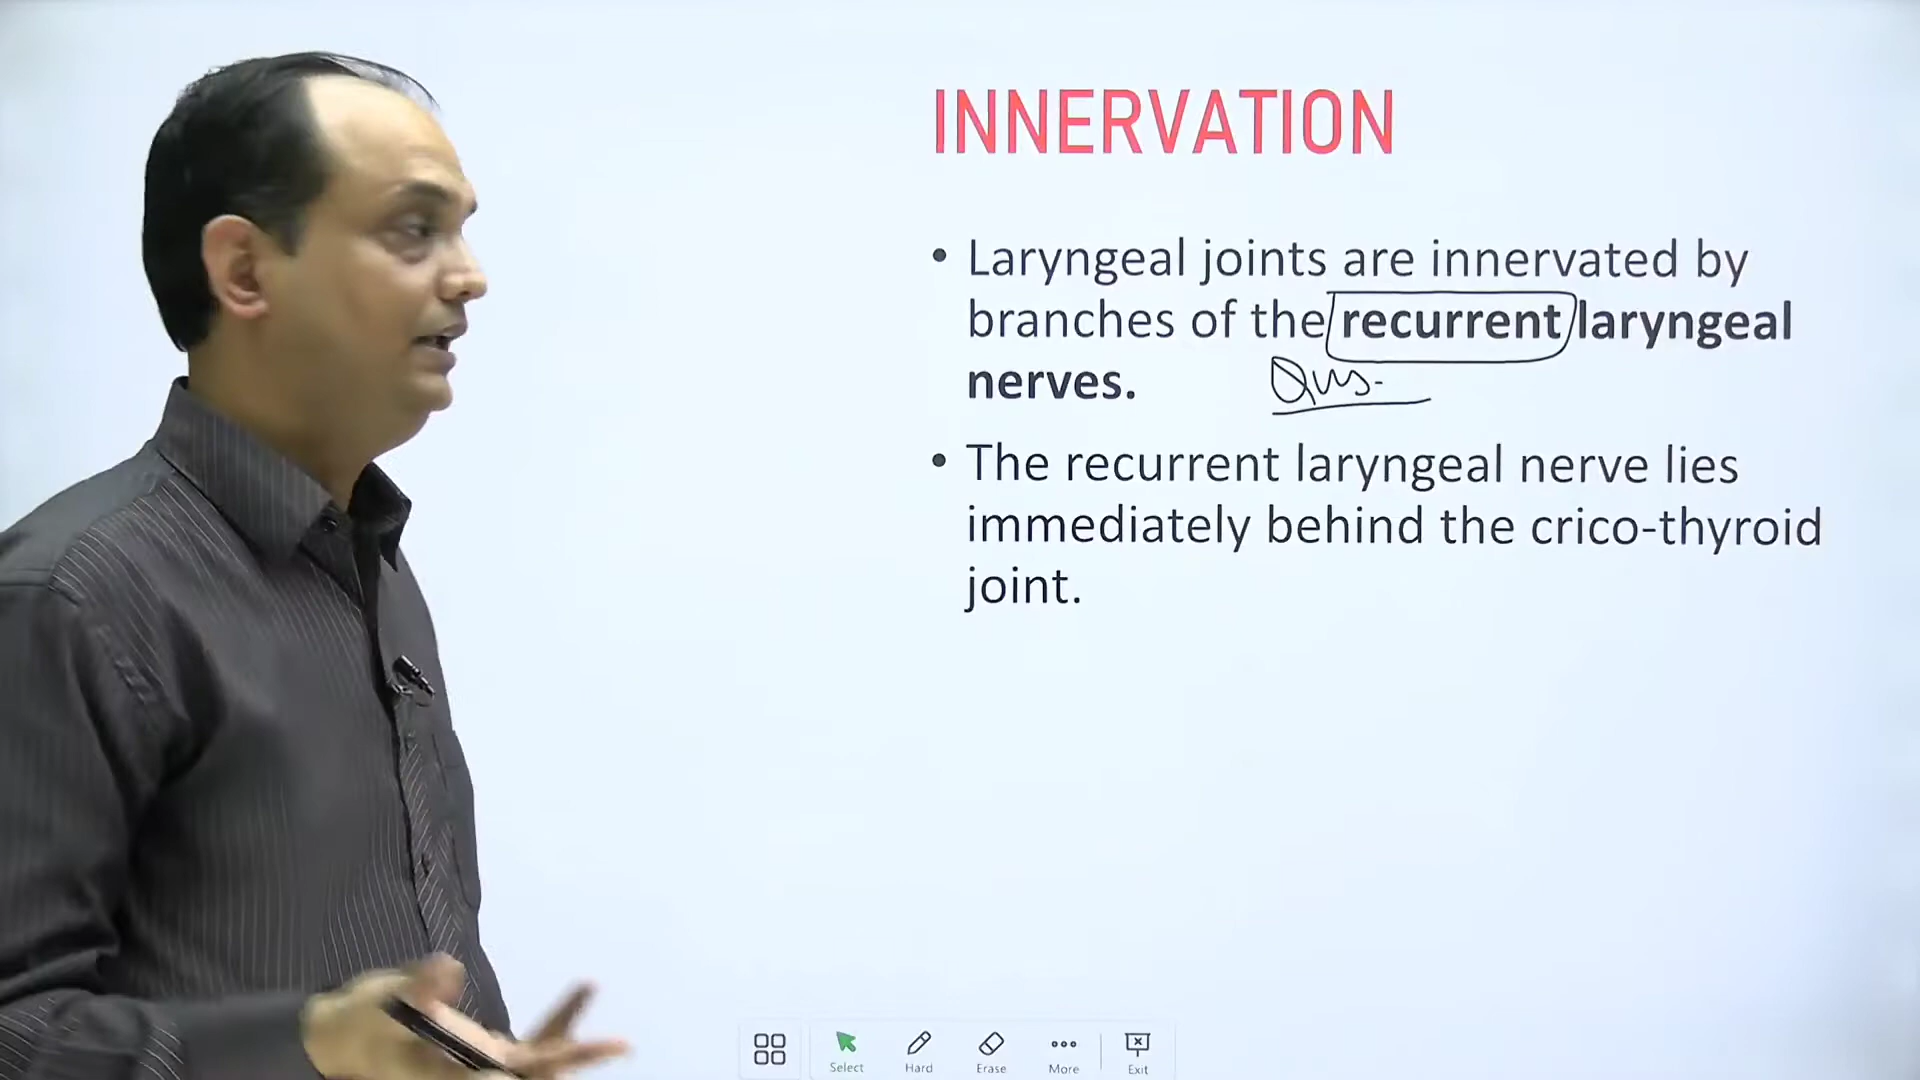 INNERVATION
• Laryngeal joints are innervated by
branches of the recurrent laryngeal
nerves.
Ques.
• The recurrent laryngeal nerve lies
immediately behind the crico-thyroid
joint.
Select Hard Erase More Exit